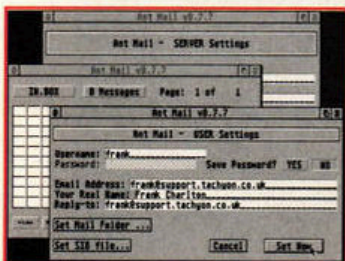 Ant Mail v0.7.7
Ant Mail - SERVER Settings
Ant Mail v0.7.7
IN.BOX 0 Messages Page: 1 of 1
Ant Mail v0.7.7
Ant Mail - USER Settings
Username: frank
Password: Save Password? YES NO
Email Address: frank@support.tachyon.co.uk
Your Real Name: Frank Charlton
Reply-to: frank@support.tachyon.co.uk
Set Mail Folder ...
Set SIG file... Cancel Set Now